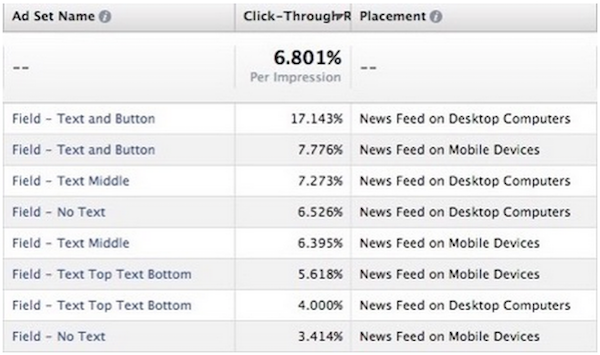 Ad Set Name Click-Through R Placement
-- 6.801% --
Per Impression
Field - Text and Button 17.143% News Feed on Desktop Computers
Field - Text and Button 7.776% News Feed on Mobile Devices
Field - Text Middle 7.273% News Feed on Desktop Computers
Field - No Text 6.526% News Feed on Desktop Computers
Field - Text Middle 6.395% News Feed on Mobile Devices
Field - Text Top Text Bottom 5.618% News Feed on Mobile Devices
Field - Text Top Text Bottom 4.000% News Feed on Desktop Computers
Field - No Text 3.414% News Feed on Mobile Devices